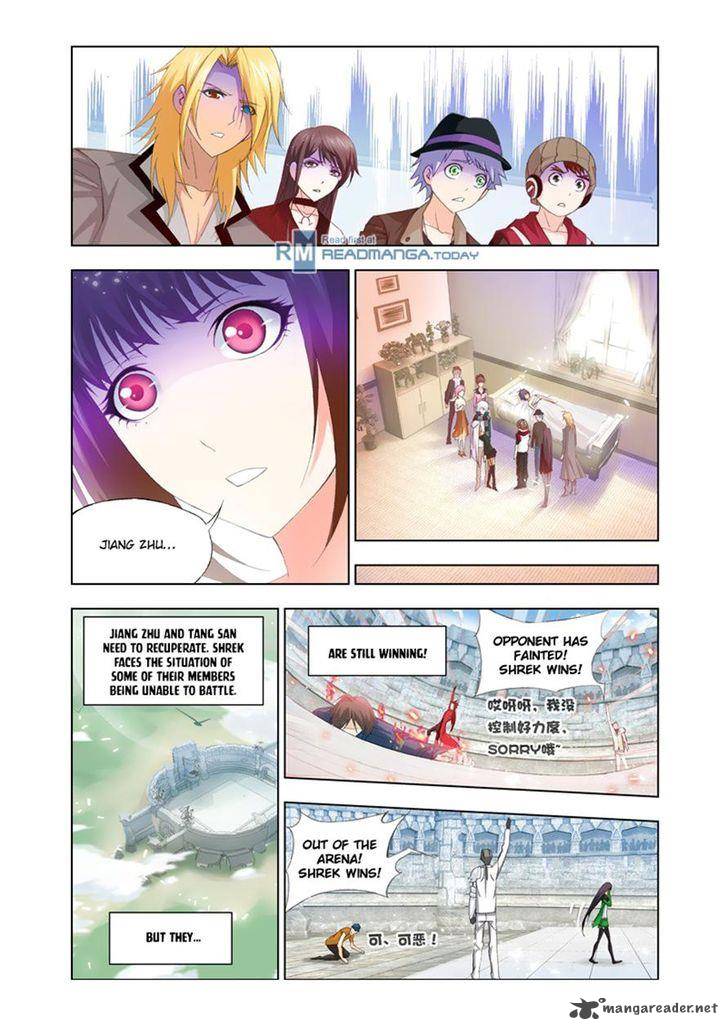 Read first at
RM READMANGA.TODAY
JIANG ZHU...
JIANG ZHU AND TANG SAN
NEED TO RECUPERATE. SHREK
FACES THE SITUATION OF
SOME OF THEIR MEMBERS
BEING UNABLE TO BATTLE.
BUT THEY...
ARE STILL WINNING!
OPPONENT HAS
FAINTED!
SHREK WINS!
哎呀呀，我没
控制好力度，
SORRY哦~
OUT OF THE
ARENA!
SHREK WINS!
可、可恶！
mangareader.net